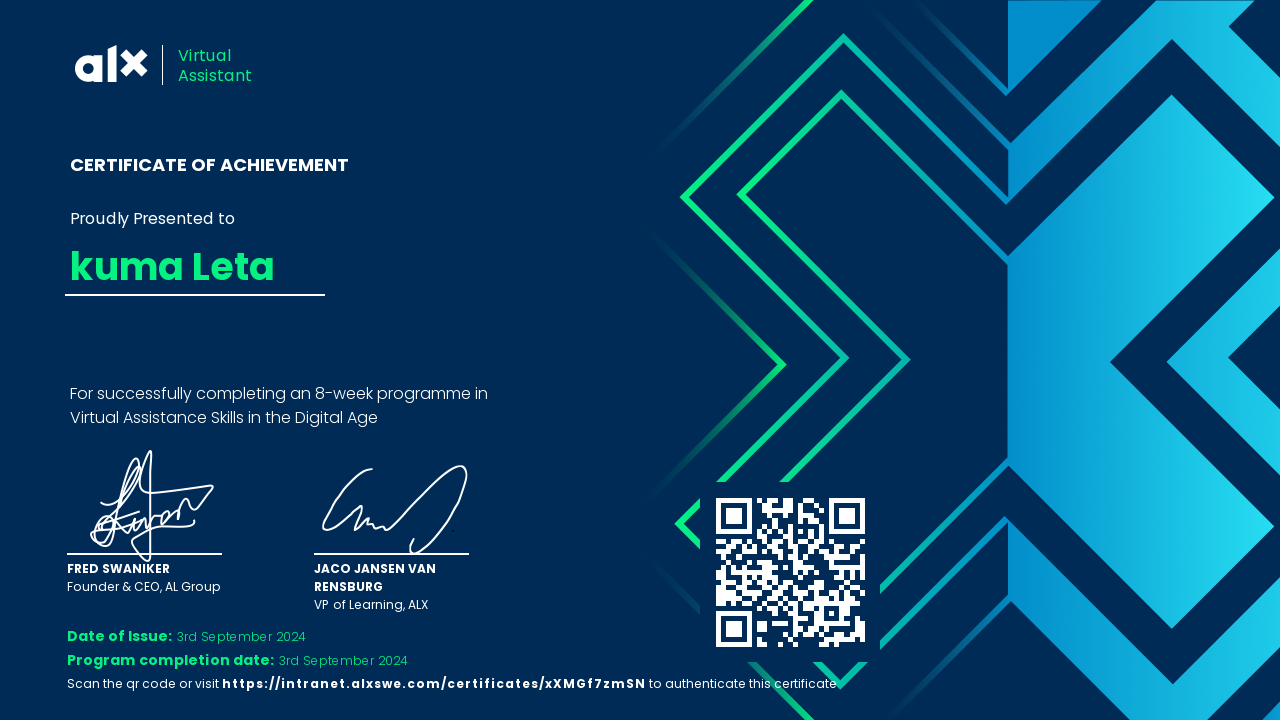 alx
Virtual
Assistant
CERTIFICATE OF ACHIEVEMENT
Proudly Presented to
kuma Leta
For successfully completing an 8-week programme in
Virtual Assistance Skills in the Digital Age
FRED SWANIKER
Founder & CEO, AL Group
JACO JANSEN VAN
RENSBURG
VP of Learning, ALX
Date of Issue: 3rd September 2024
Program completion date: 3rd September 2024
Scan the qr code or visit https://intranet.alxswe.com/certificates/xXMGf7zmSN to authenticate this certificate